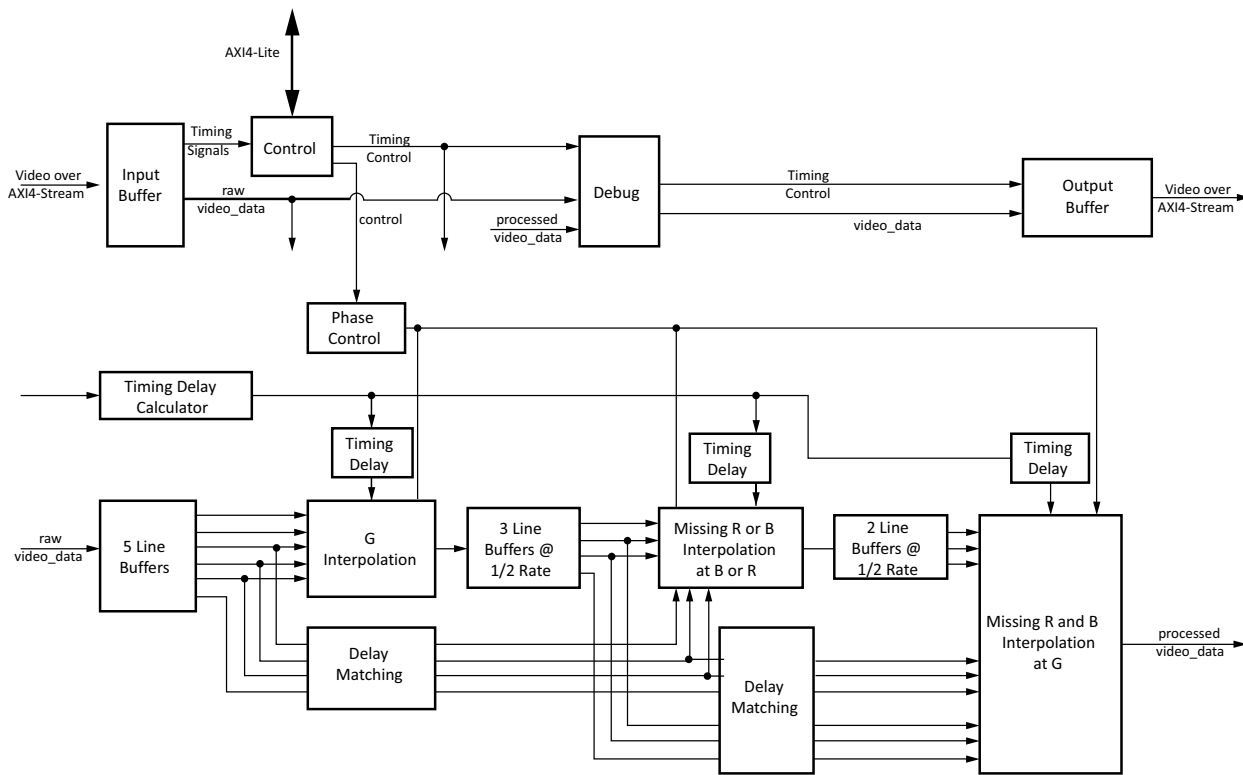 AXI4-Lite
Video over
AXI4-Stream
Input
Buffer
Timing
Signals
Control
Timing
Control
raw
video_data
control
processed
video_data
Debug
Timing
Control
video_data
Output
Buffer
Video over
AXI4-Stream
Phase
Control
Timing Delay
Calculator
Timing
Delay
Timing
Delay
Timing
Delay
raw
video_data
5 Line
Buffers
G
Interpolation
3 Line
Buffers @
1/2 Rate
Missing R or B
Interpolation
at B or R
2 Line
Buffers @
1/2 Rate
Missing R and B
Interpolation
at G
processed
video_data
Delay
Matching
Delay
Matching